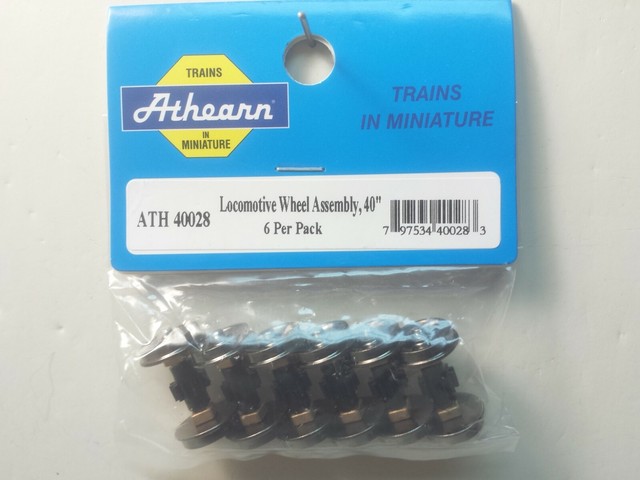 TRAINS
Athearn®
IN
MINIATURE
TRAINS
IN MINIATURE
ATH 40028
Locomotive Wheel Assembly, 40"
6 Per Pack
7 97534 40028 3